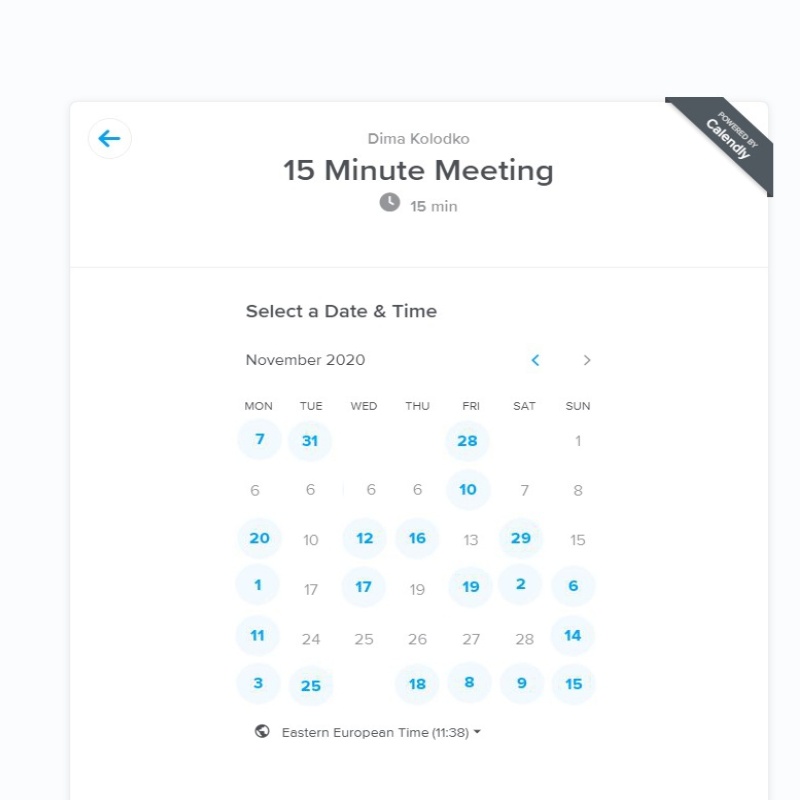 POWERED BY
Calendly
Dima Kolodko
15 Minute Meeting
15 min
Select a Date & Time
November 2020
MON TUE WED THU FRI SAT SUN
7 31 28 1
6 6 6 6 10 7 8
20 10 12 16 13 29 15
1 17 17 19 19 2 6
11 24 25 26 27 28 14
3 25 18 8 9 15
Eastern European Time (11:38)